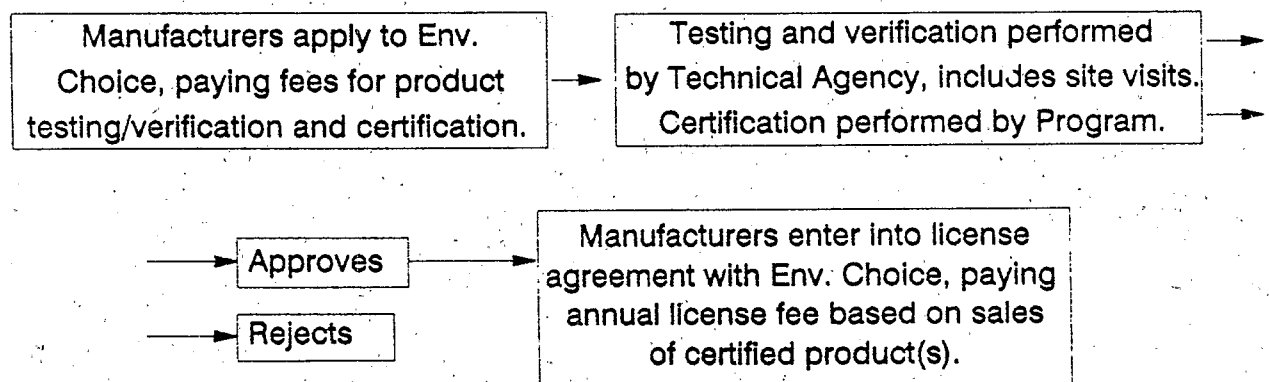 Manufacturers apply to Env.
Choice, paying fees for product
testing/verification and certification.
Testing and verification performed
by Technical Agency, includes site visits.
Certification performed by Program.
Approves
Rejects
Manufacturers enter into license
agreement with Env. Choice, paying
annual license fee based on sales
of certified product(s).